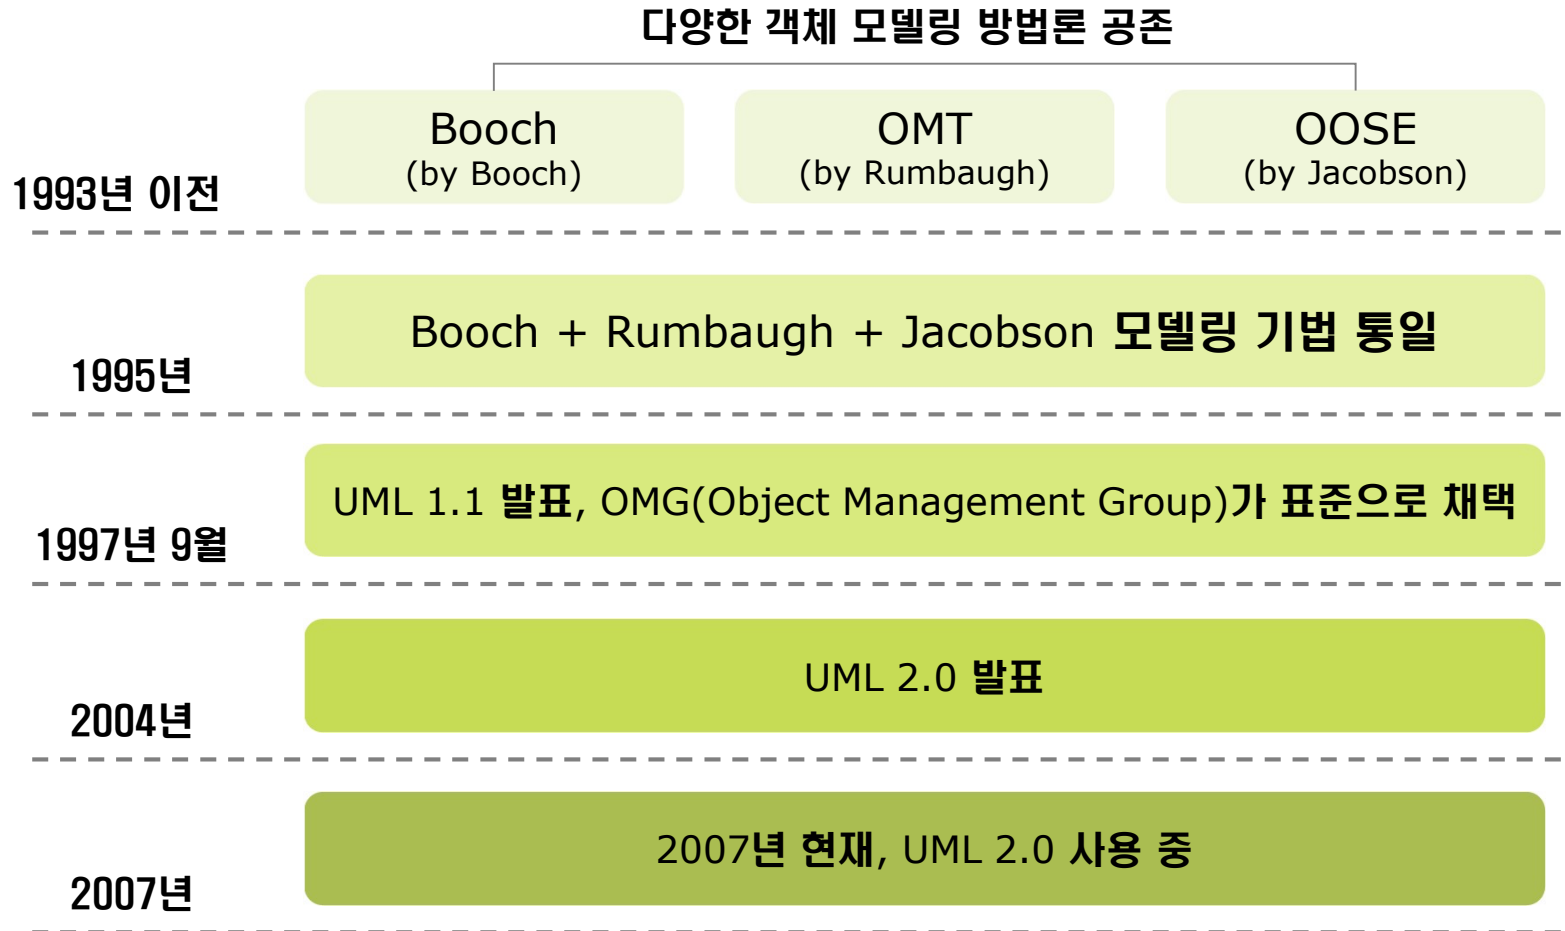 다양한 객체 모델링 방법론 공존
Booch
(by Booch)
OMT
(by Rumbaugh)
OOSE
(by Jacobson)
1993년 이전
Booch + Rumbaugh + Jacobson 모델링 기법 통일
1995년
UML 1.1 발표, OMG(Object Management Group)가 표준으로 채택
1997년 9월
UML 2.0 발표
2004년
2007년 현재, UML 2.0 사용 중
2007년